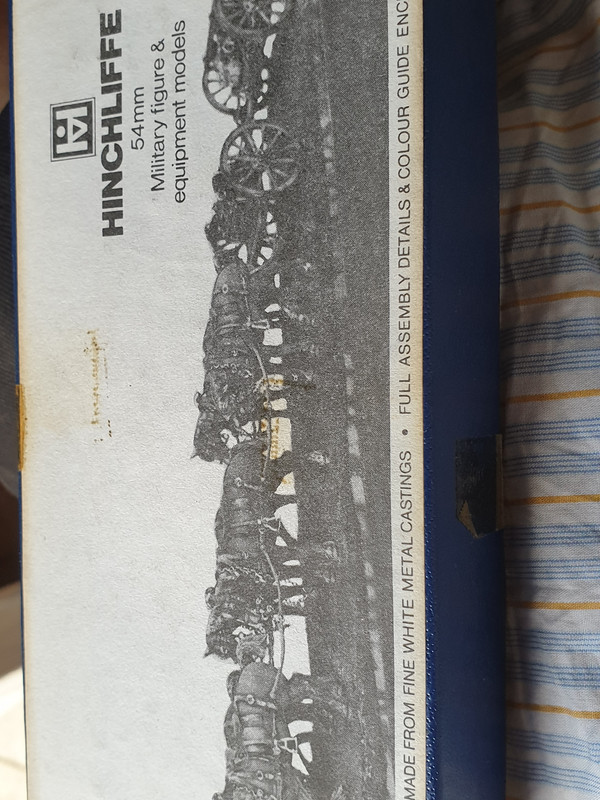 HINCHLIFFE
54mm
Military figure &
equipment models
MADE FROM FINE WHITE METAL CASTINGS • FULL ASSEMBLY DETAILS & COLOUR GUIDE ENC